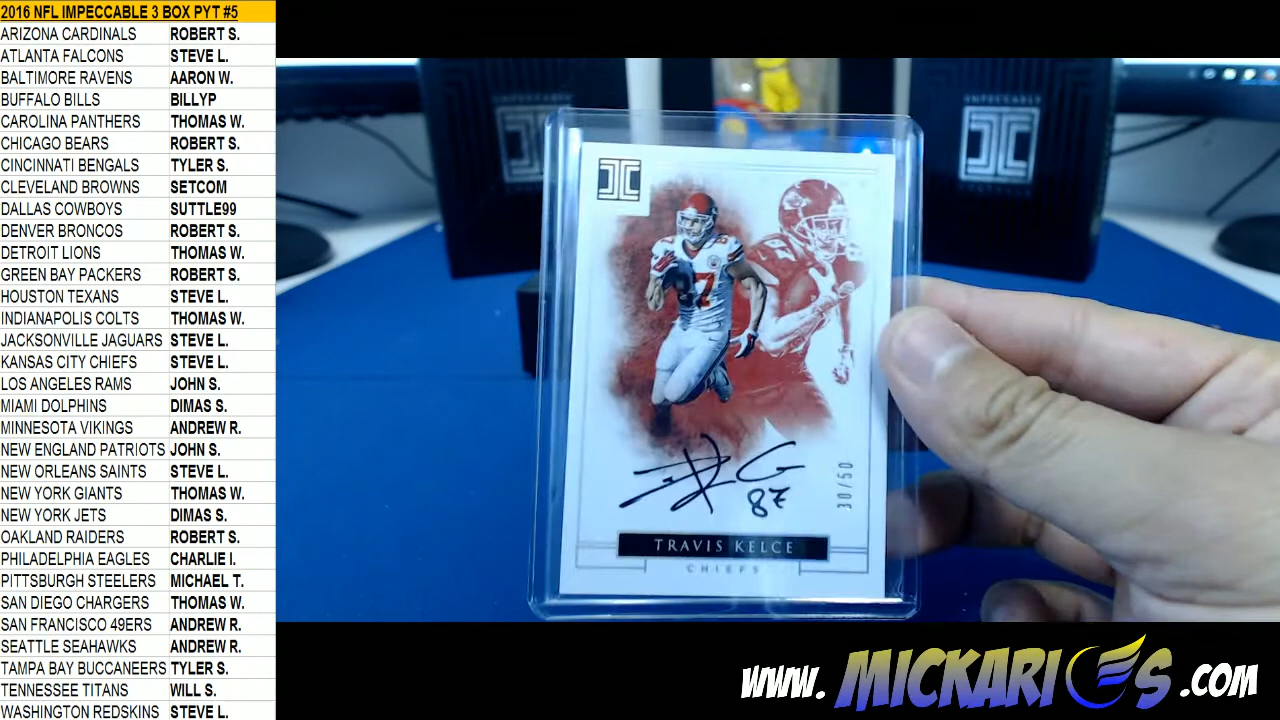 2016 NFL IMPECCABLE 3 BOX PYT #5
ARIZONA CARDINALS ROBERT S.
ATLANTA FALCONS STEVE L.
BALTIMORE RAVENS AARON W.
BUFFALO BILLS BILLYP
CAROLINA PANTHERS THOMAS W.
CHICAGO BEARS ROBERT S.
CINCINNATI BENGALS TYLER S.
CLEVELAND BROWNS SETCOM
DALLAS COWBOYS SUTTLE99
DENVER BRONCOS ROBERT S.
DETROIT LIONS THOMAS W.
GREEN BAY PACKERS ROBERT S.
HOUSTON TEXANS STEVE L.
INDIANAPOLIS COLTS THOMAS W.
JACKSONVILLE JAGUARS STEVE L.
KANSAS CITY CHIEFS STEVE L.
LOS ANGELES RAMS JOHN S.
MIAMI DOLPHINS DIMAS S.
MINNESOTA VIKINGS ANDREW R.
NEW ENGLAND PATRIOTS JOHN S.
NEW ORLEANS SAINTS STEVE L.
NEW YORK GIANTS THOMAS W.
NEW YORK JETS DIMAS S.
OAKLAND RAIDERS ROBERT S.
PHILADELPHIA EAGLES CHARLIE I.
PITTSBURGH STEELERS MICHAEL T.
SAN DIEGO CHARGERS THOMAS W.
SAN FRANCISCO 49ERS ANDREW R.
SEATTLE SEAHAWKS ANDREW R.
TAMPA BAY BUCCANEERS TYLER S.
TENNESSEE TITANS WILL S.
WASHINGTON REDSKINS STEVE L.
IMPECCABLE
IMPECCABLE
87
87
30/50
TRAVIS KELCE
CHIEFS
www.MICKARIES.com